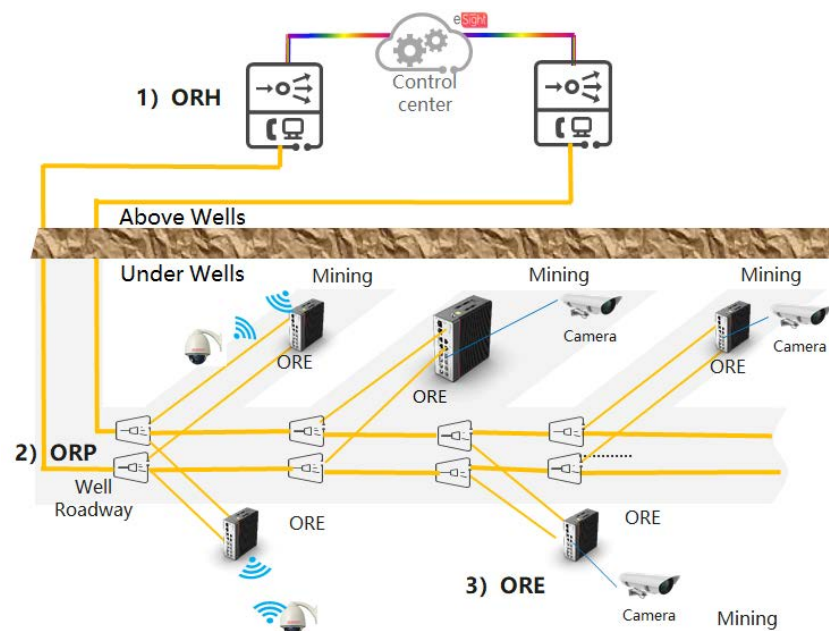 eSight
Control
center
1) ORH
Above Wells
Under Wells
Mining
Mining
Mining
Camera
Camera
ORE
ORE
ORE
2) ORP
Well
Roadway
ORE
ORE
3) ORE
Camera
Mining